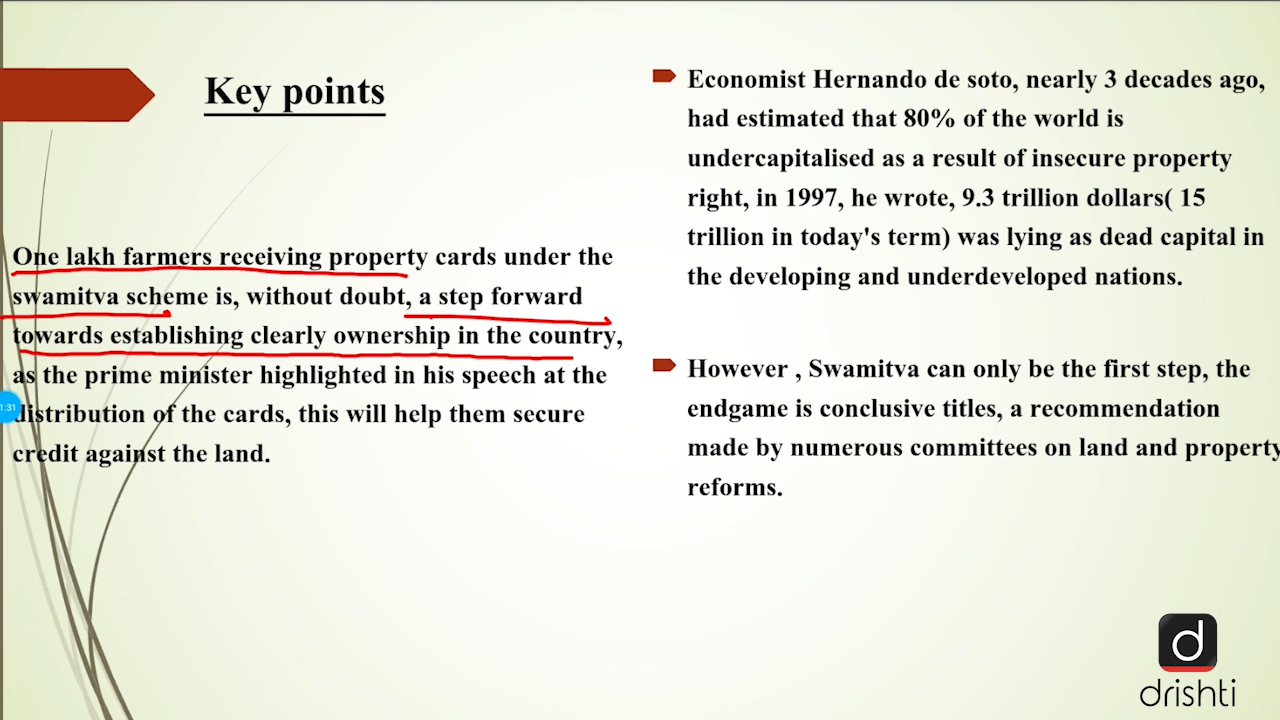 Key points
One lakh farmers receiving property cards under the
swamitva scheme is, without doubt, a step forward
towards establishing clearly ownership in the country,
as the prime minister highlighted in his speech at the
distribution of the cards, this will help them secure
credit against the land.
1:31
Economist Hernando de soto, nearly 3 decades ago,
had estimated that 80% of the world is
undercapitalised as a result of insecure property
right, in 1997, he wrote, 9.3 trillion dollars( 15
trillion in today's term) was lying as dead capital in
the developing and underdeveloped nations.
However , Swamitva can only be the first step, the
endgame is conclusive titles, a recommendation
made by numerous committees on land and property
reforms.
d
drishti